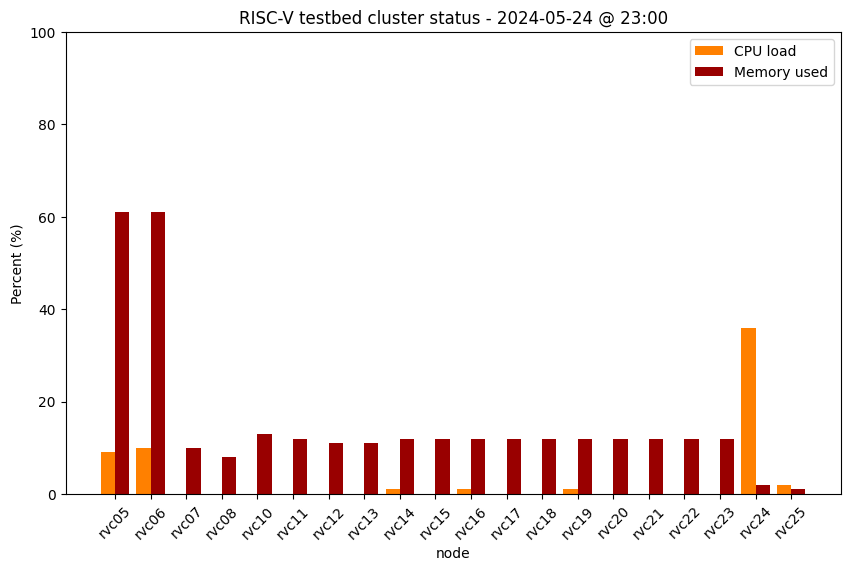 RISC-V testbed cluster status - 2024-05-24 @ 23:00
CPU load
Memory used
Percent (%)
100
80
60
40
20
0
rvc05
rvc06
rvc07
rvc08
rvc10
rvc11
rvc12
rvc13
rvc14
rvc15
rvc16
rvc17
rvc18
rvc19
rvc20
rvc21
rvc22
rvc23
rvc24
rvc25
node